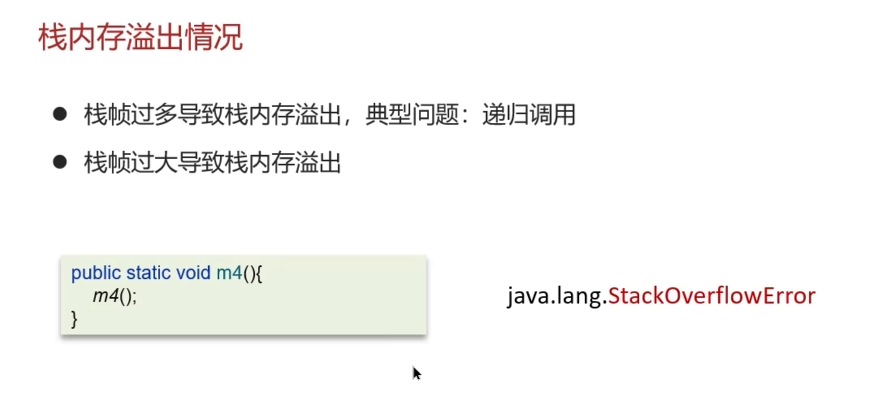 栈内存溢出情况
● 栈帧过多导致栈内存溢出，典型问题：递归调用
● 栈帧过大导致栈内存溢出
public static void m4(){
m4();
}
java.lang.StackOverflowError